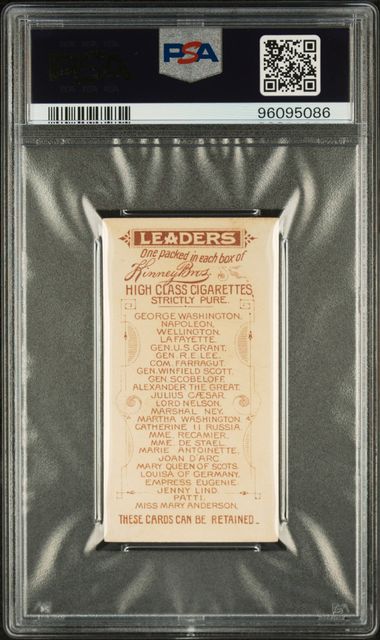 PSA
96095086
LEADERS
One packed in each box of
Kinney Bros
HIGH CLASS CIGARETTES
STRICTLY PURE.
GEORGE WASHINGTON,
NAPOLEON,
WELLINGTON,
LA FAYETTE,
GEN. U.S. GRANT,
GEN. R.E. LEE,
COM. FARRAGUT,
GEN. WINFIELD SCOTT,
GEN. SCOBELOFF,
ALEXANDER THE GREAT,
JULIUS CÆSAR,
LORD NELSON,
MARSHAL NEY,
MARTHA WASHINGTON,
CATHERINE II RUSSIA,
MME. RECAMIER,
MME. DE STAEL,
MARIE ANTOINETTE,
JOAN D'ARC
MARY QUEEN OF SCOTS,
LOUISA OF GERMANY,
EMPRESS EUGENIE
JENNY LIND,
PATTI,
MISS MARY ANDERSON,
THESE CARDS CAN BE RETAINED